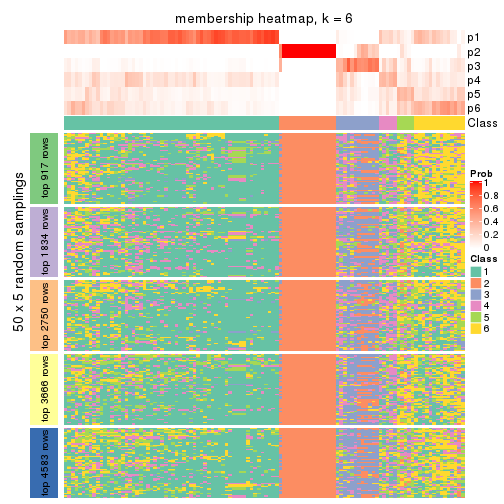 membership heatmap, k = 6
p1
p2
p3
p4
p5
p6
Class
50 x 5 random samplings
top 917 rows
top 1834 rows
top 2750 rows
top 3666 rows
top 4583 rows
Prob
1
0.8
0.6
0.4
0.2
0
Class
1
2
3
4
5
6